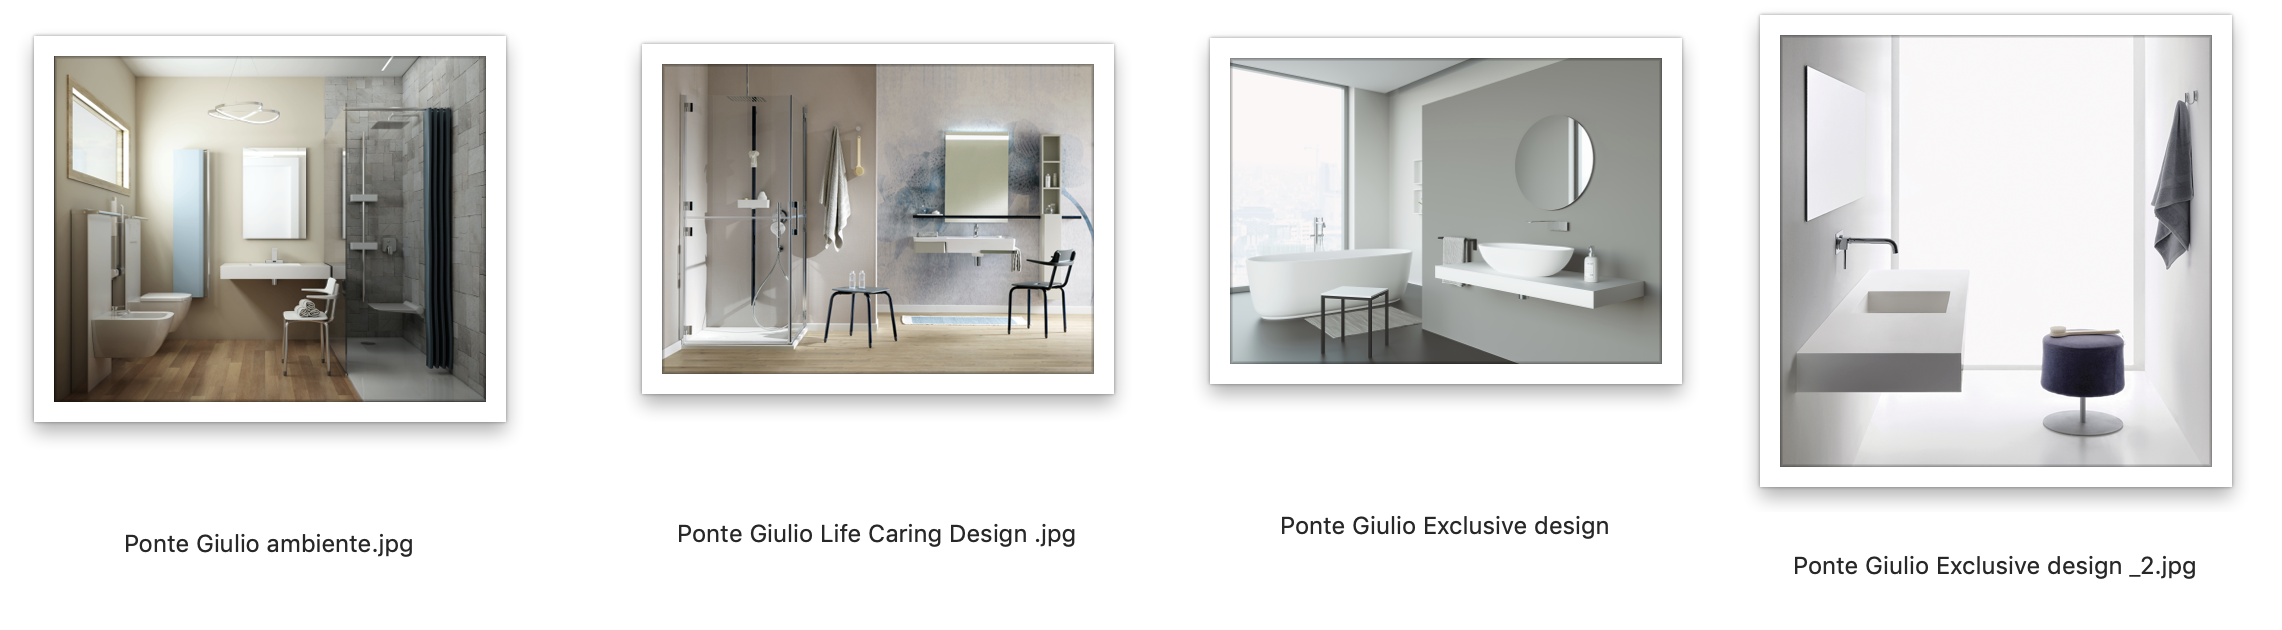 Ponte Giulio ambiente.jpg
Ponte Giulio Life Caring Design .jpg
Ponte Giulio Exclusive design
Ponte Giulio Exclusive design _2.jpg